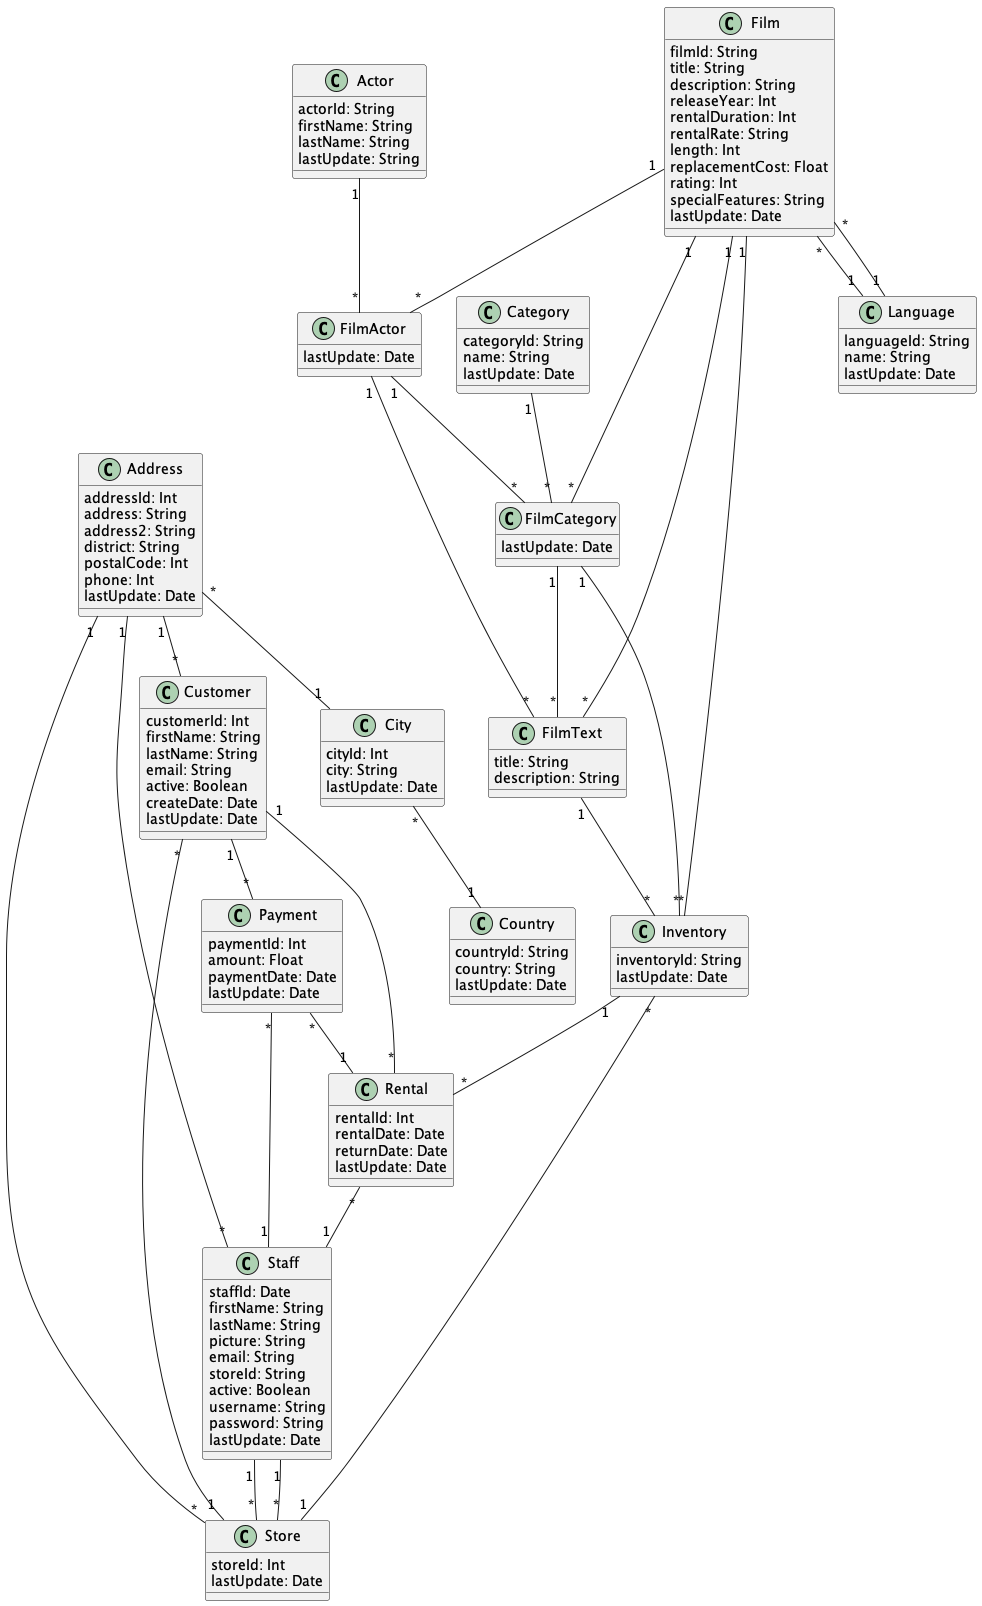 C Film
filmId: String
title: String
description: String
releaseYear: Int
rentalDuration: Int
rentalRate: String
length: Int
replacementCost: Float
rating: Int
specialFeatures: String
lastUpdate: Date
C Actor
actorId: String
firstName: String
lastName: String
lastUpdate: String
1
1
1 1 1
* *
* *
1 1
C FilmActor
lastUpdate: Date
C Category
categoryId: String
name: String
lastUpdate: Date
C Language
languageId: String
name: String
lastUpdate: Date
1 1
1
* * *
C Address
addressId: Int
address: String
address2: String
district: String
postalCode: Int
phone: Int
lastUpdate: Date
C FilmCategory
lastUpdate: Date
1 1
*
1 1 1
*
1
* * *
C Customer
customerId: Int
firstName: String
lastName: String
email: String
active: Boolean
createDate: Date
lastUpdate: Date
C City
cityId: Int
city: String
lastUpdate: Date
C FilmText
title: String
description: String
1
*
1
1
* 1
*
1
* **
C Payment
paymentId: Int
amount: Float
paymentDate: Date
lastUpdate: Date
C Country
countryId: String
country: String
lastUpdate: Date
C Inventory
inventoryId: String
lastUpdate: Date
* *
1 *
1 *
*
C Rental
rentalId: Int
rentalDate: Date
returnDate: Date
lastUpdate: Date
*
* 1 1
C Staff
staffId: Date
firstName: String
lastName: String
picture: String
email: String
storeId: String
active: Boolean
username: String
password: String
lastUpdate: Date
1 1
* 1 * * 1
C Store
storeId: Int
lastUpdate: Date